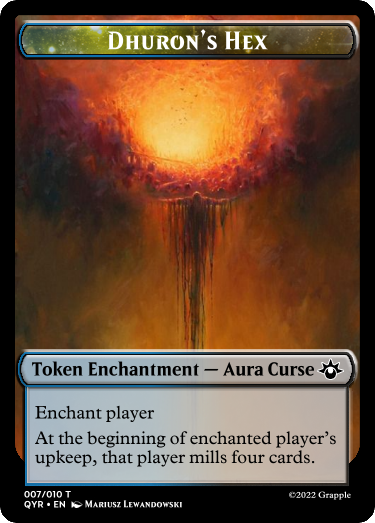 Dhuron's Hex
Token Enchantment — Aura Curse
Enchant player
At the beginning of enchanted player's
upkeep, that player mills four cards.
007/010 T
QYR • EN Mariusz Lewandowski
©2022 Grapple